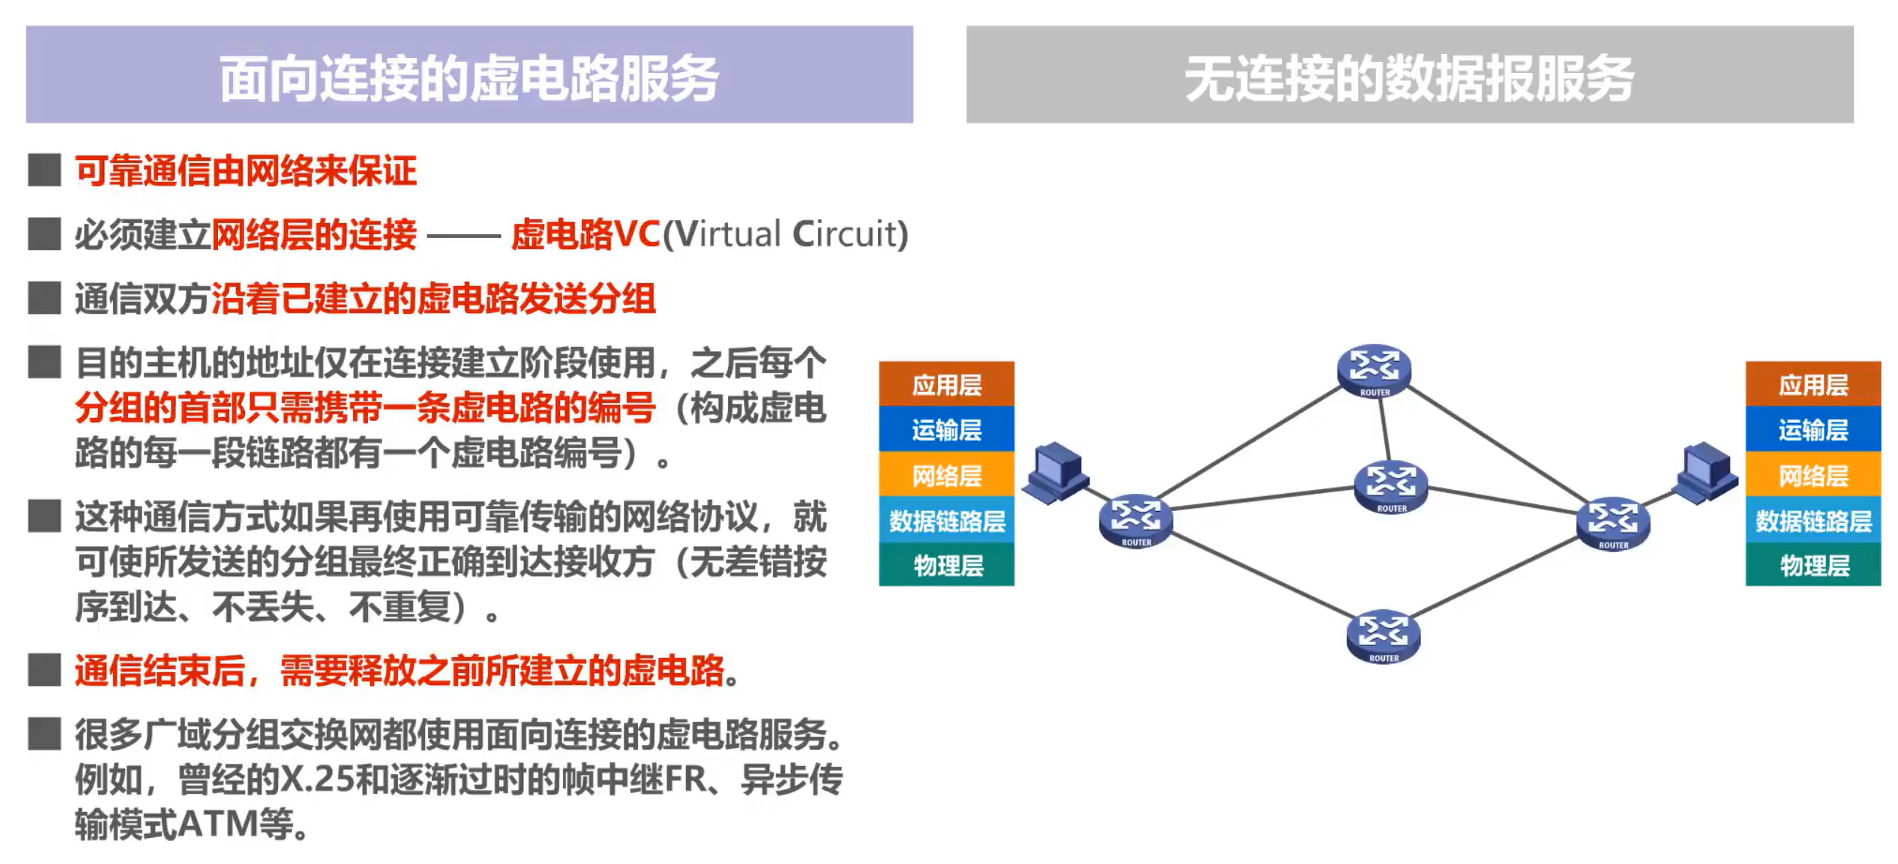 面向连接的虚电路服务
无连接的数据报服务
可靠通信由网络来保证
必须建立网络层的连接 —— 虚电路VC(Virtual Circuit)
通信双方沿着已建立的虚电路发送分组
目的主机的地址仅在连接建立阶段使用，之后每个
分组的首部只需携带一条虚电路的编号（构成虚电
路的每一段链路都有一个虚电路编号）。
这种通信方式如果再使用可靠传输的网络协议，就
可使所发送的分组最终正确到达接收方（无差错按
序到达、不丢失、不重复）。
通信结束后，需要释放之前所建立的虚电路。
很多广域分组交换网都使用面向连接的虚电路服务。
例如，曾经的X.25和逐渐过时的帧中继FR、异步传
输模式ATM等。
应用层
运输层
网络层
数据链路层
物理层
ROUTER
ROUTER
ROUTER
ROUTER
ROUTER
应用层
运输层
网络层
数据链路层
物理层